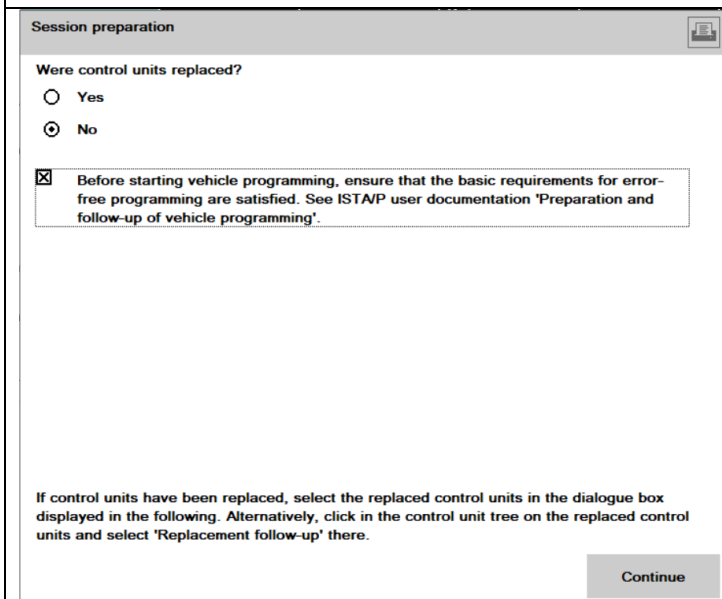 Session preparation
Were control units replaced?
Yes
No
Before starting vehicle programming, ensure that the basic requirements for error-
free programming are satisfied. See ISTA/P user documentation 'Preparation and
follow-up of vehicle programming'.
If control units have been replaced, select the replaced control units in the dialogue box
displayed in the following. Alternatively, click in the control unit tree on the replaced control
units and select 'Replacement follow-up' there.
Continue